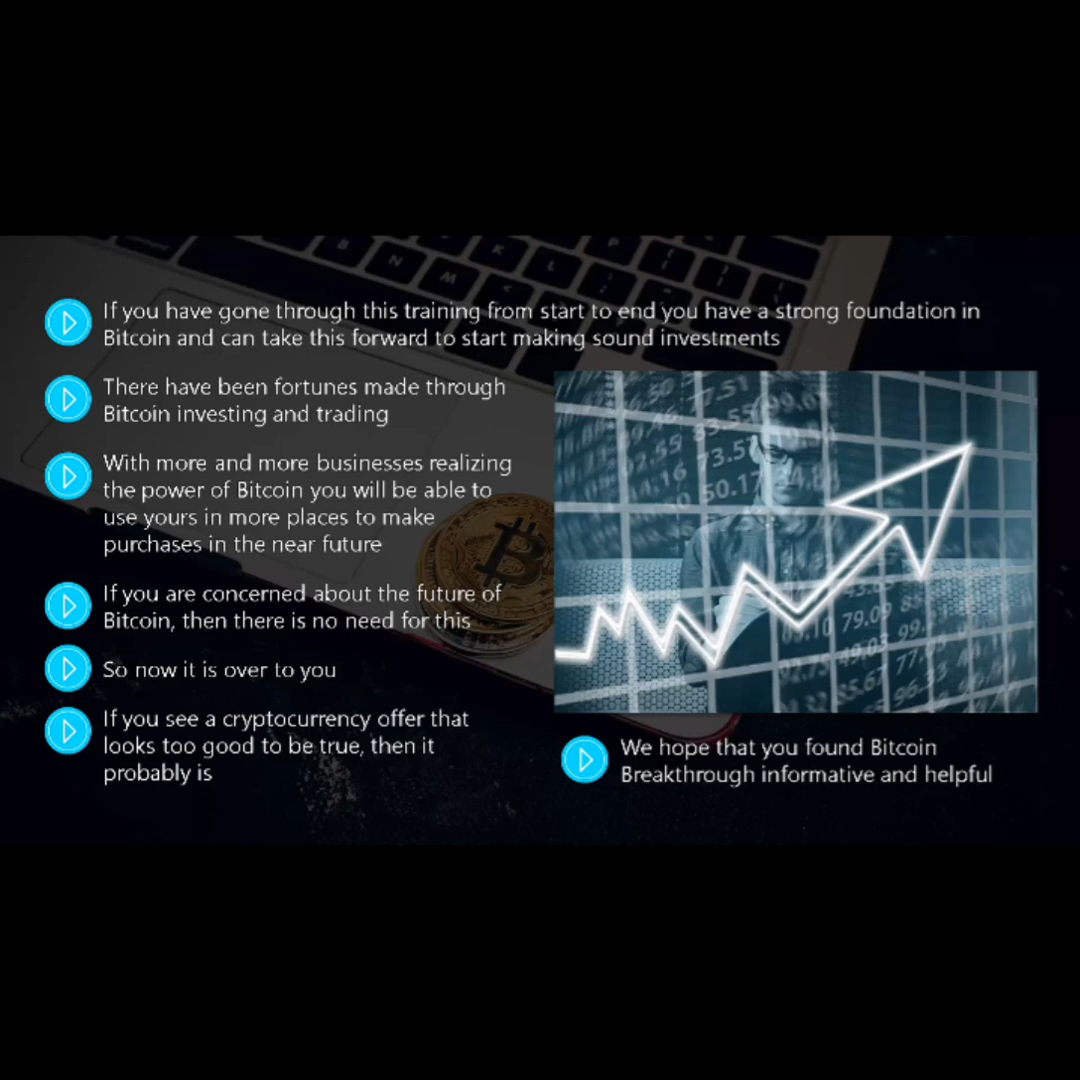 If you have gone through this training from start to end you have a strong foundation in
Bitcoin and can take this forward to start making sound investments
There have been fortunes made through
Bitcoin investing and trading
With more and more businesses realizing
the power of Bitcoin you will be able to
use yours in more places to make
purchases in the near future
If you are concerned about the future of
Bitcoin, then there is no need for this
So now it is over to you
If you see a cryptocurrency offer that
looks too good to be true, then it
probably is
We hope that you found Bitcoin
Breakthrough informative and helpful